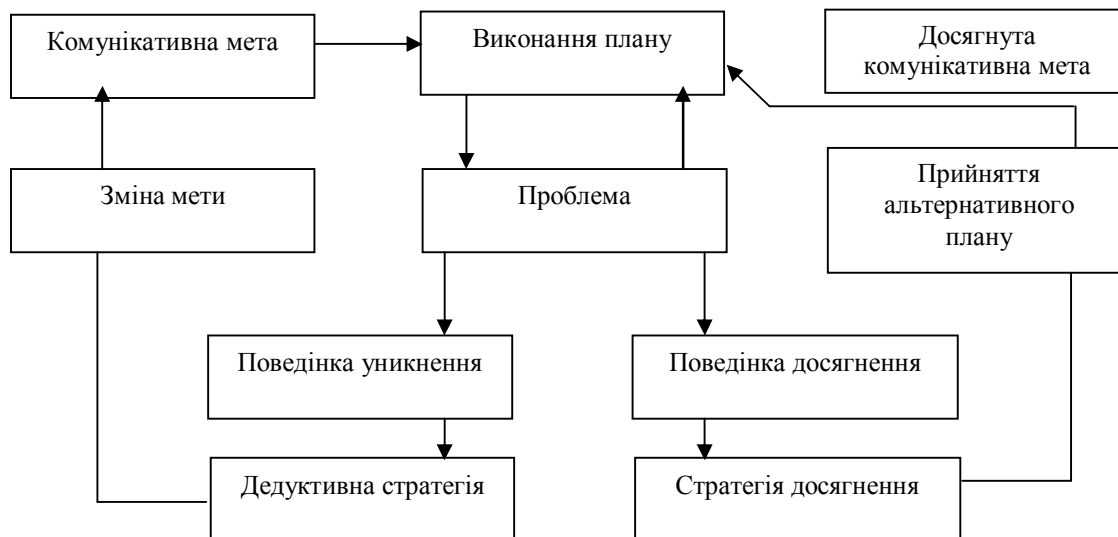 Комунікативна мета
Виконання плану
Досягнута
комунікативна мета
Зміна мети
Проблема
Прийняття
альтернативного
плану
Поведінка уникнення
Поведінка досягнення
Дедуктивна стратегія
Стратегія досягнення